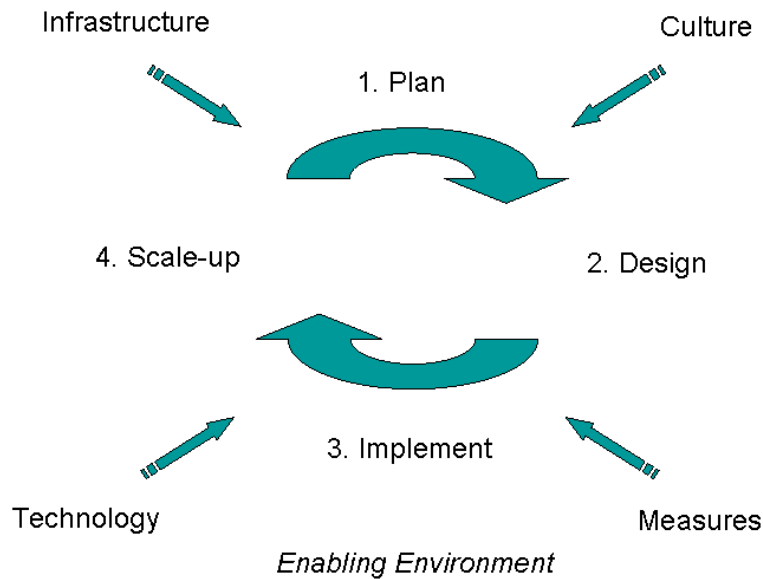 Infrastructure
Culture
1. Plan
4. Scale-up
2. Design
3. Implement
Technology
Measures
Enabling Environment